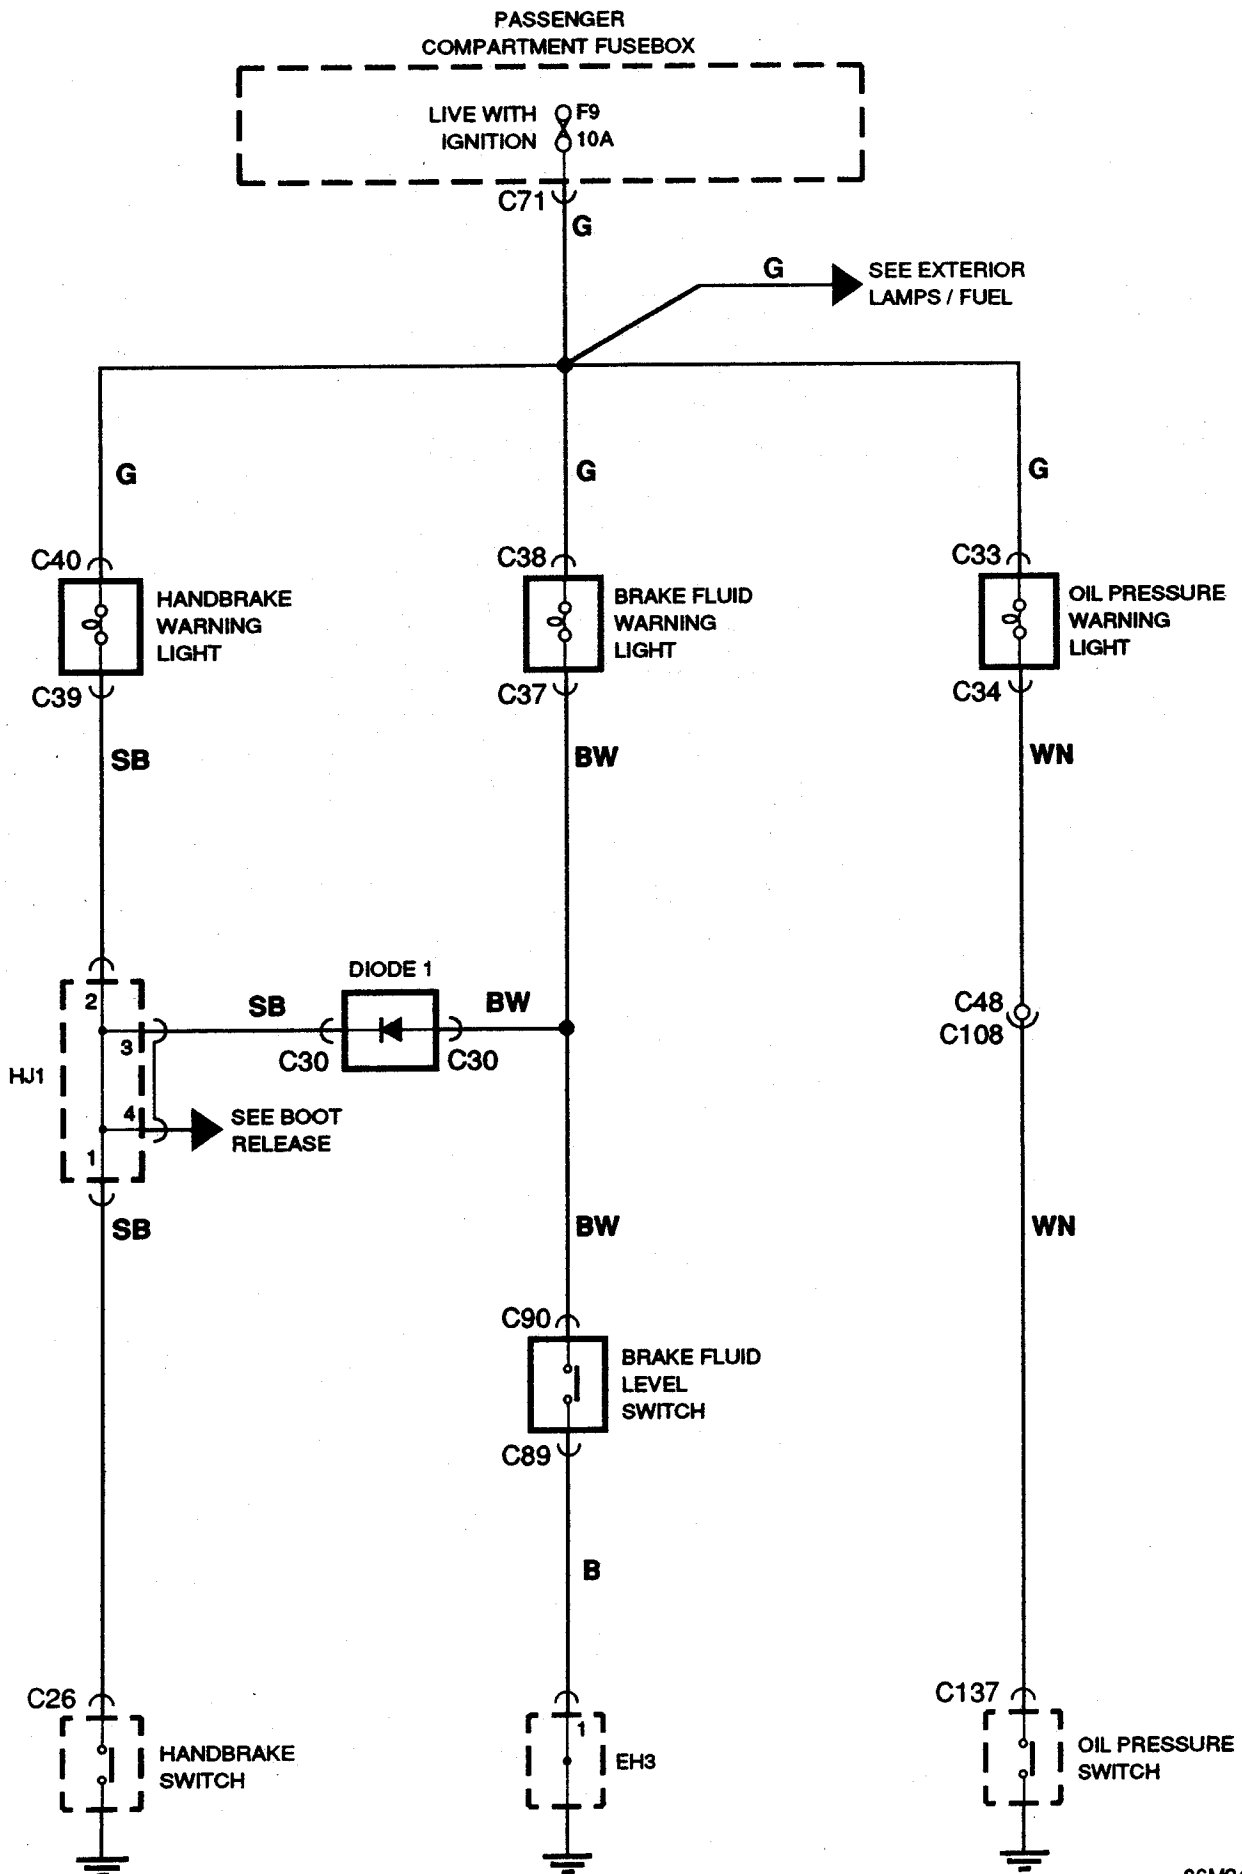 PASSENGER
COMPARTMENT FUSEBOX
LIVE WITH
IGNITION
F9
10A
C71
G
G
SEE EXTERIOR
LAMPS / FUEL
G
G
G
C40
HANDBRAKE
WARNING
LIGHT
C39
C38
BRAKE FLUID
WARNING
LIGHT
C37
C33
OIL PRESSURE
WARNING
LIGHT
C34
SB
BW
WN
DIODE 1
2
SB
BW
3
C30
C30
HJ1
4
SEE BOOT
RELEASE
1
C48
C108
SB
BW
WN
C90
BRAKE FLUID
LEVEL
SWITCH
C89
B
C26
HANDBRAKE
SWITCH
1
EH3
C137
OIL PRESSURE
SWITCH